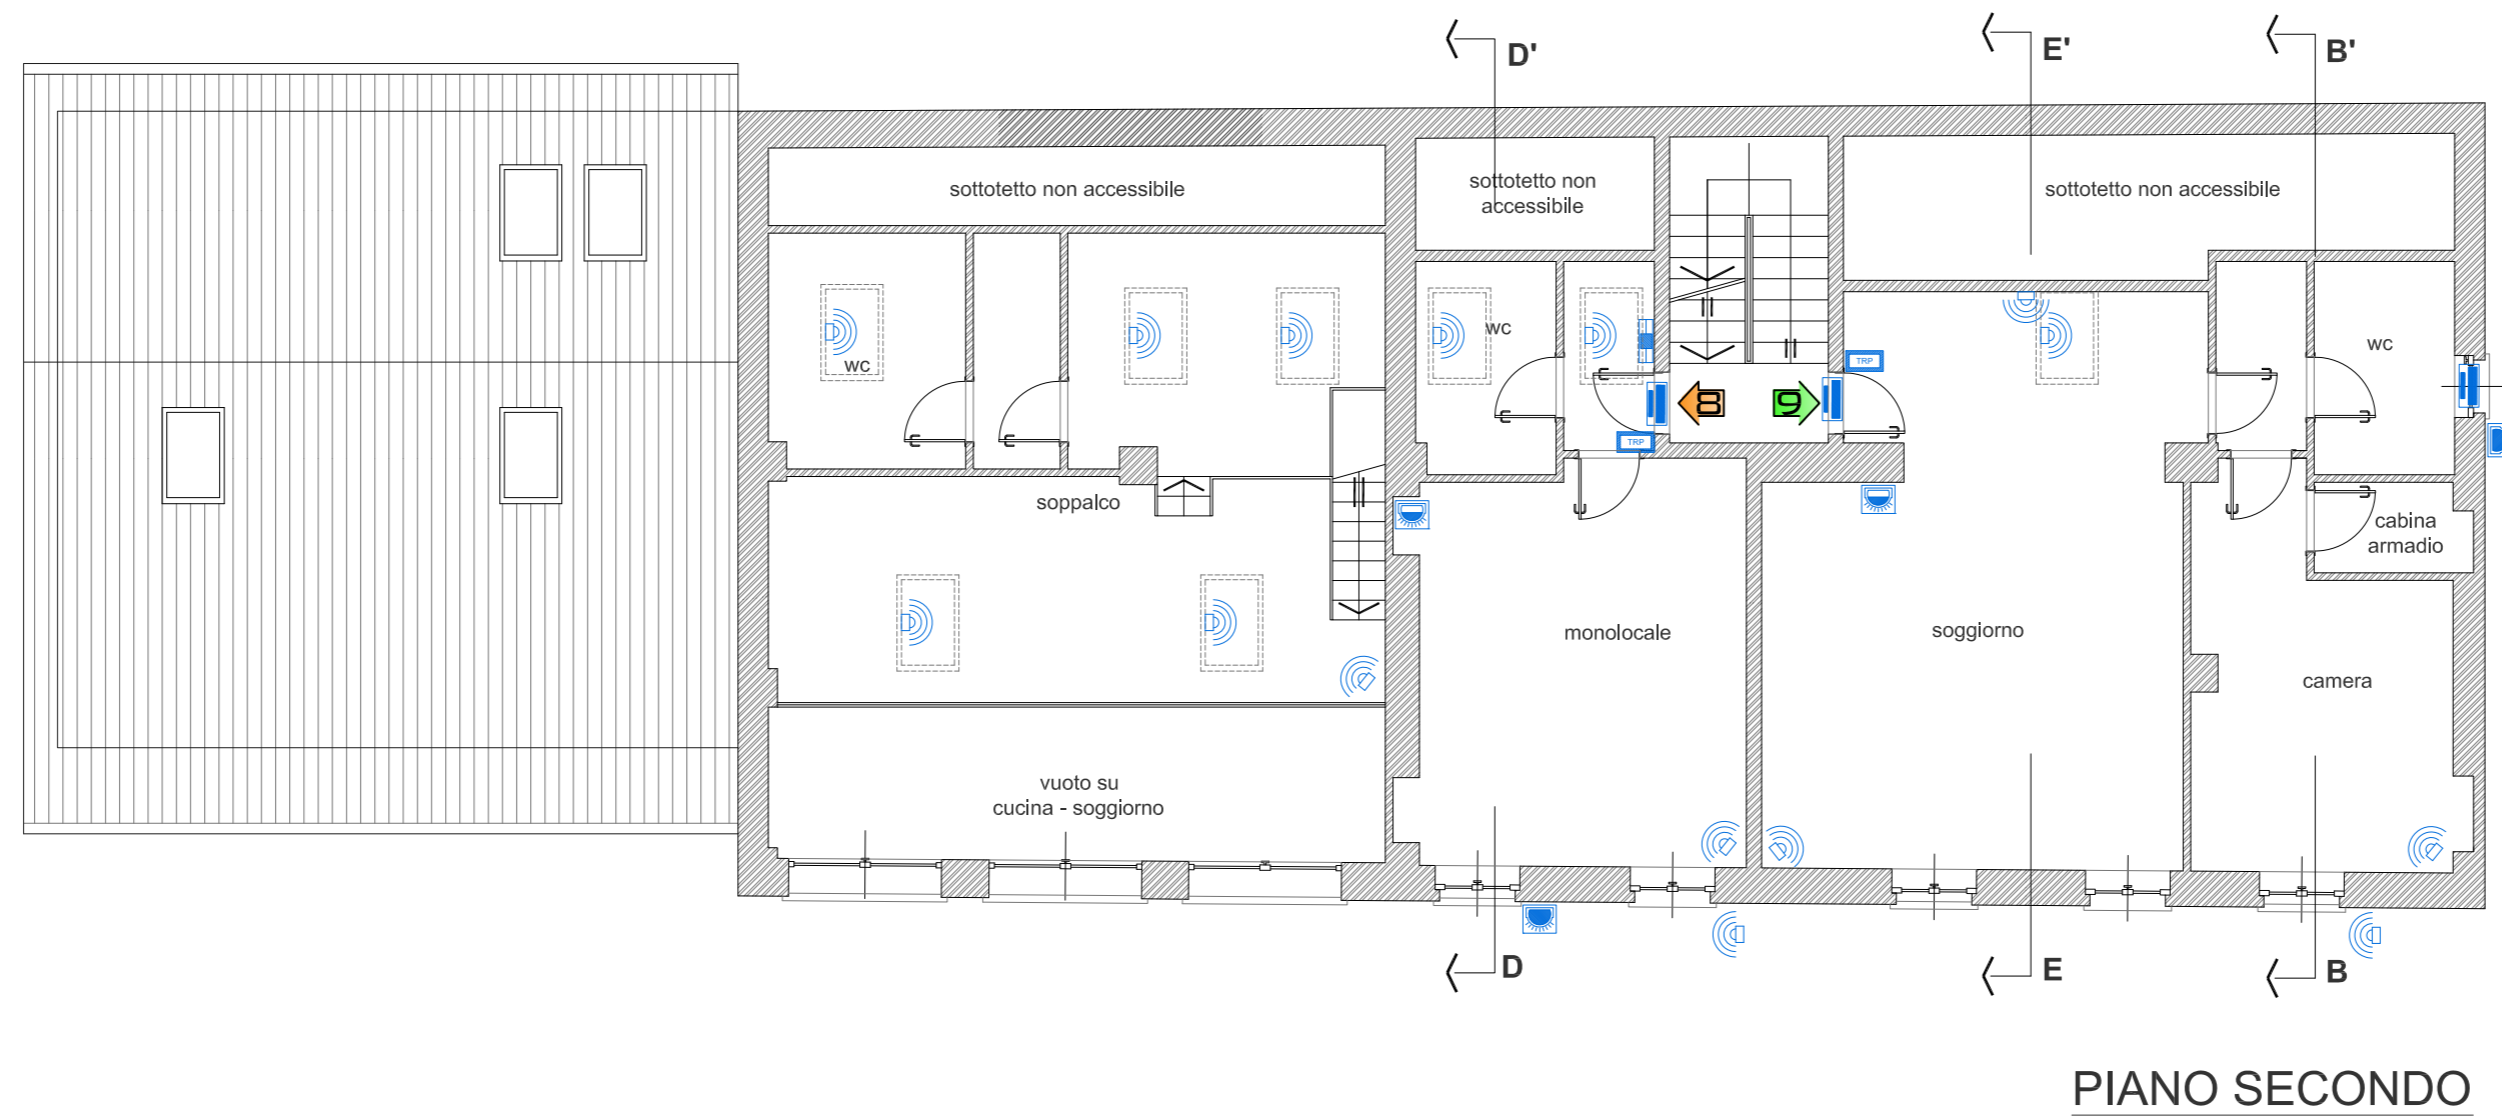 D'
E'
B'
sottotetto non accessibile
sottotetto non
accessibile
sottotetto non accessibile
wc
wc
wc
TRP
8
9
TRP
soppalco
cabina
armadio
monolocale
soggiorno
camera
vuoto su
cucina - soggiorno
D
E
B
PIANO SECONDO